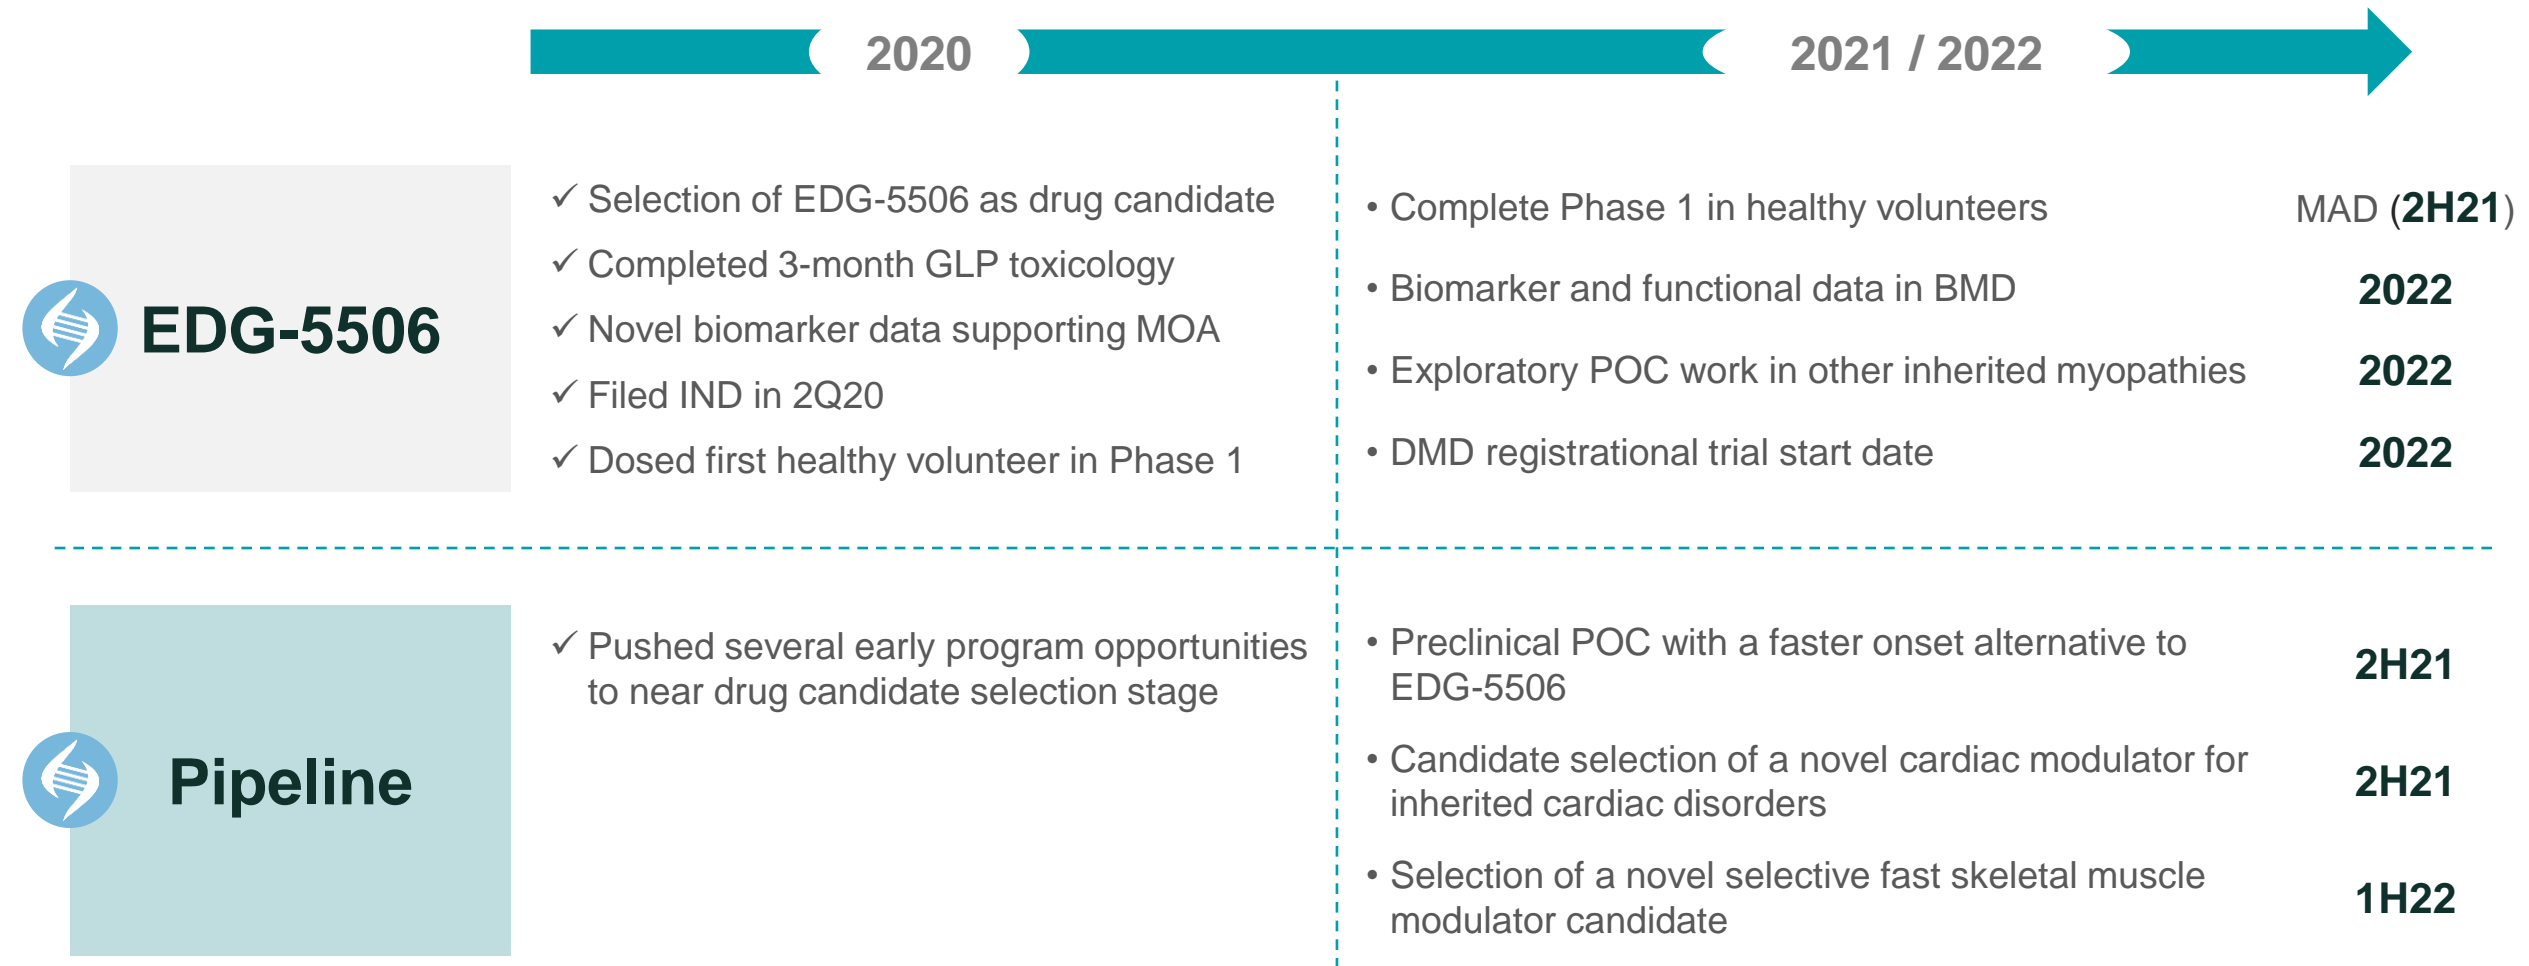 2020
2021 / 2022
EDG-5506
✓ Selection of EDG-5506 as drug candidate
✓ Completed 3-month GLP toxicology
✓ Novel biomarker data supporting MOA
✓ Filed IND in 2Q20
✓ Dosed first healthy volunteer in Phase 1
• Complete Phase 1 in healthy volunteers MAD (2H21)
• Biomarker and functional data in BMD 2022
• Exploratory POC work in other inherited myopathies 2022
• DMD registrational trial start date 2022
Pipeline
✓ Pushed several early program opportunities
to near drug candidate selection stage
• Preclinical POC with a faster onset alternative to
EDG-5506
2H21
• Candidate selection of a novel cardiac modulator for
inherited cardiac disorders
2H21
• Selection of a novel selective fast skeletal muscle
modulator candidate
1H22